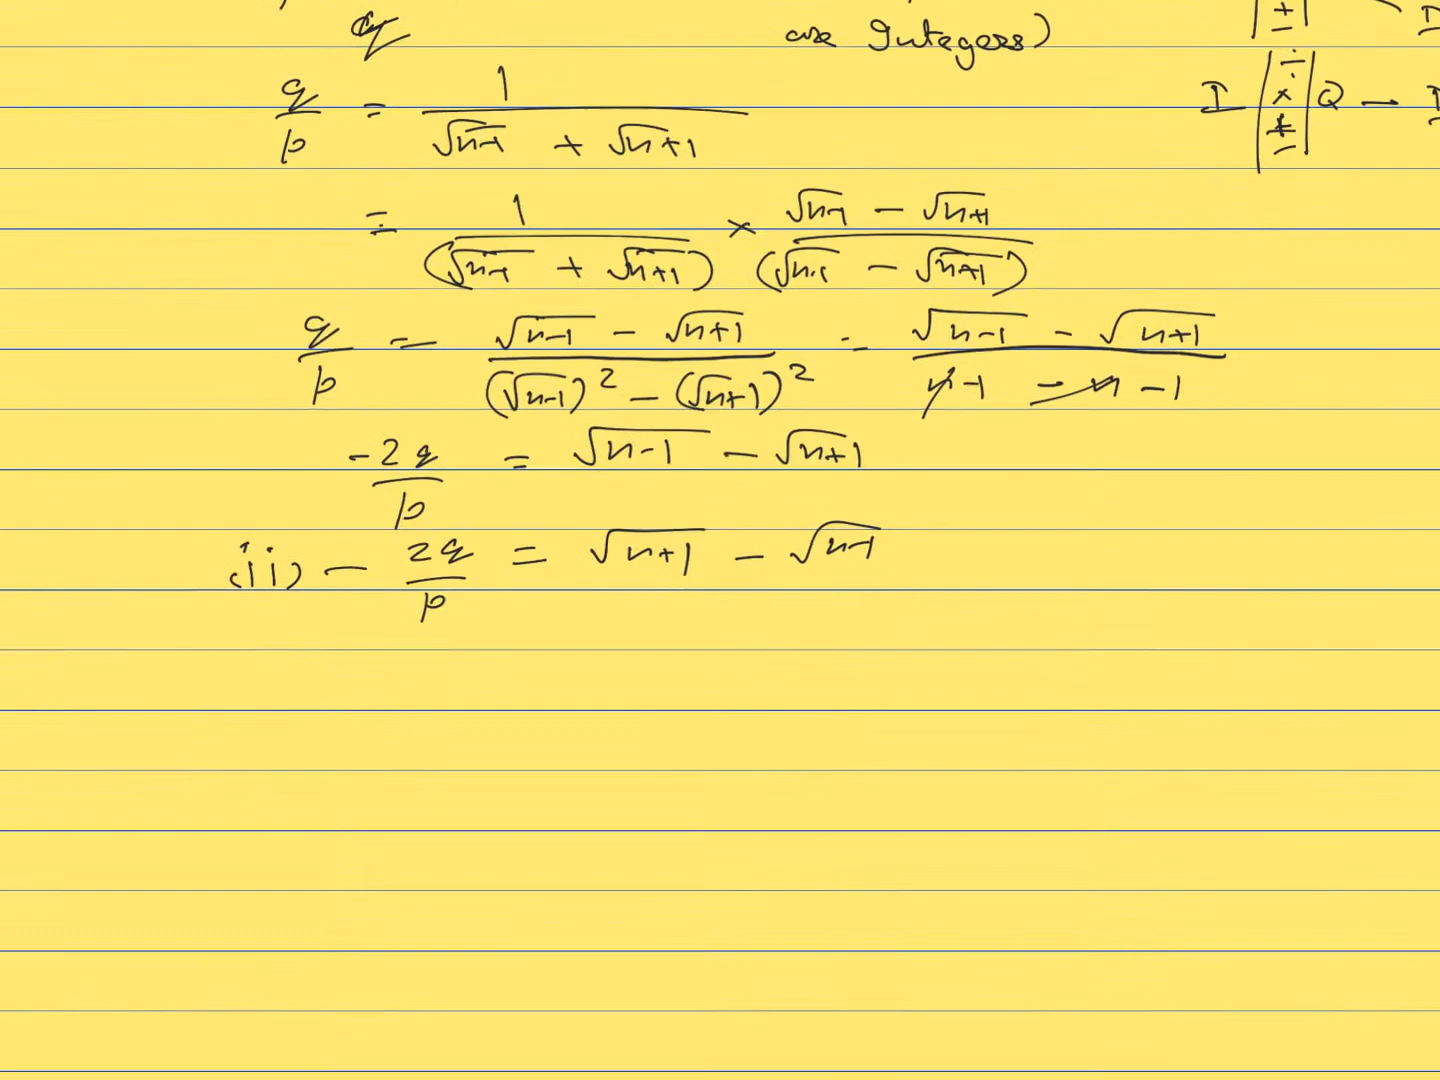 q are Integers) | ± |
q/p = 1/(√n-1 + √n+1) I | ÷ × ± | Q —
= 1/(√n-1 + √n+1) × (√n-1 - √n+1)/(√n-1 - √n+1)
q/p = (√n-1 - √n+1)/((√n-1)² - (√n+1)²) = (√n-1 - √n+1)/(n-1 - n-1)
-2q/p = √n-1 - √n+1
(ii) — 2q/p = √n+1 - √n-1